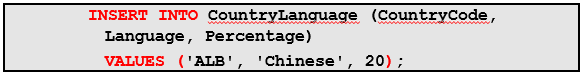 INSERT INTO CountryLanguage (CountryCode,
Language, Percentage)
VALUES ('ALB', 'Chinese', 20);